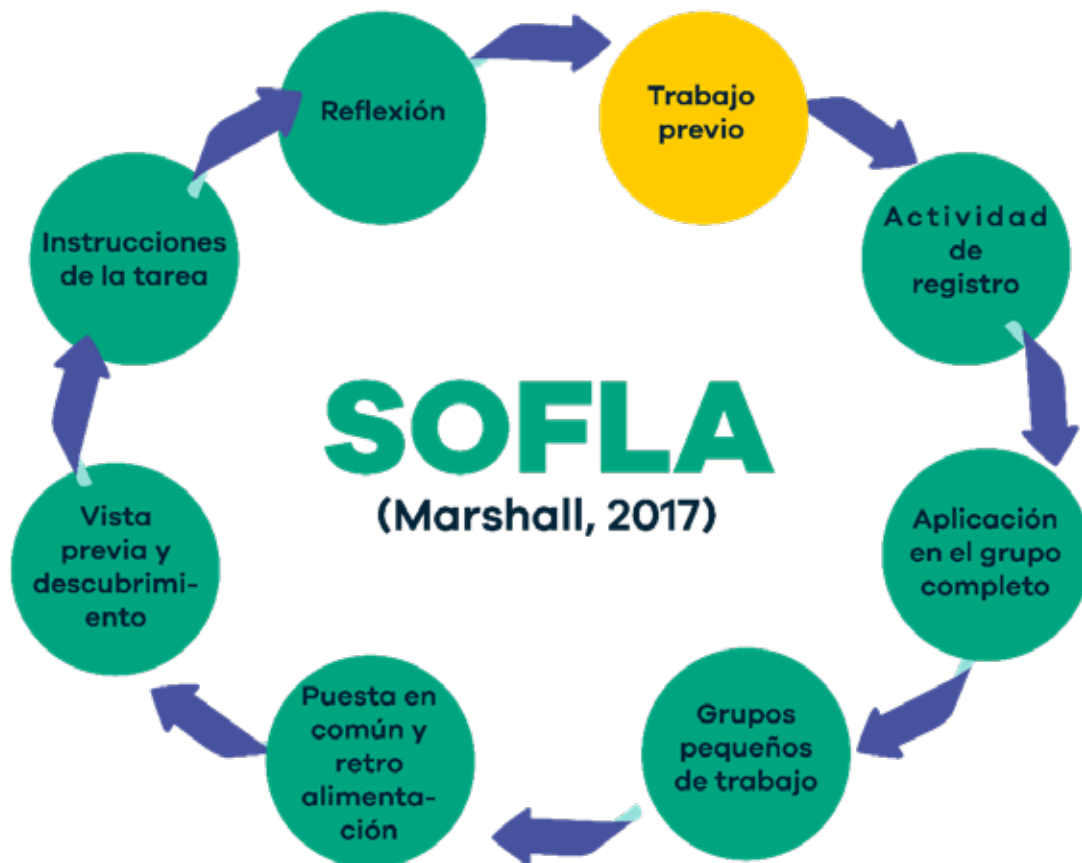 Reflexión
Trabajo
previo
Actividad
de
registro
Aplicación
en el grupo
completo
Grupos
pequeños
de trabajo
Puesta en
común y
retro
alimenta-
ción
Vista
previa y
descubrimi-
ento
Instrucciones
de la tarea
SOFLA
(Marshall, 2017)